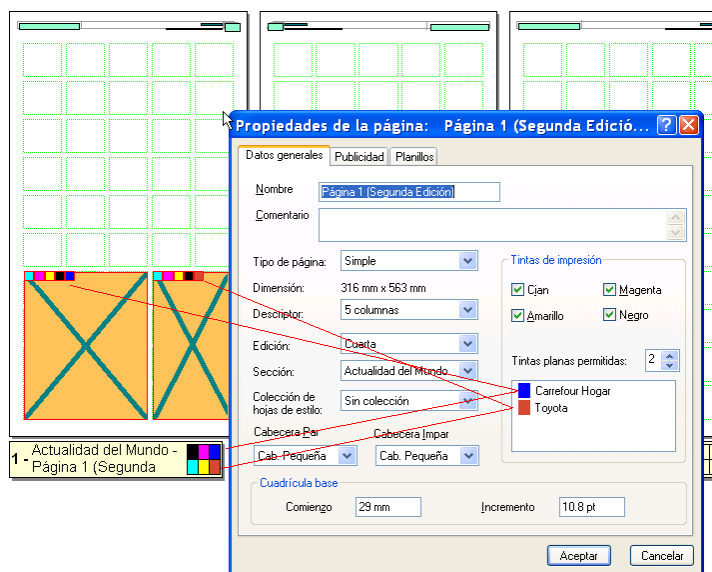 Propiedades de la página: Página 1 (Segunda Edició...
Datos generales
Publicidad
Planillos
Nombre
Página 1 (Segunda Edición)
Comentario
Tipo de página:
Simple
Dimensión:
316 mm x 563 mm
Descriptor:
5 columnas
Edición:
Cuarta
Sección:
Actualidad del Mundo
Colección de
hojas de estilo:
Sin colección
Cabecera Par
Cabecera Impar
Cab. Pequeña
Cab. Pequeña
Tintas de impresión
Cian
Magenta
Amarillo
Negro
Tintas planas permitidas:
2
Carrefour Hogar
Toyota
Cuadrícula base
Comienzo
29 mm
Incremento
10.8 pt
Aceptar
Cancelar
1 - Actualidad del Mundo -
Página 1 (Segunda